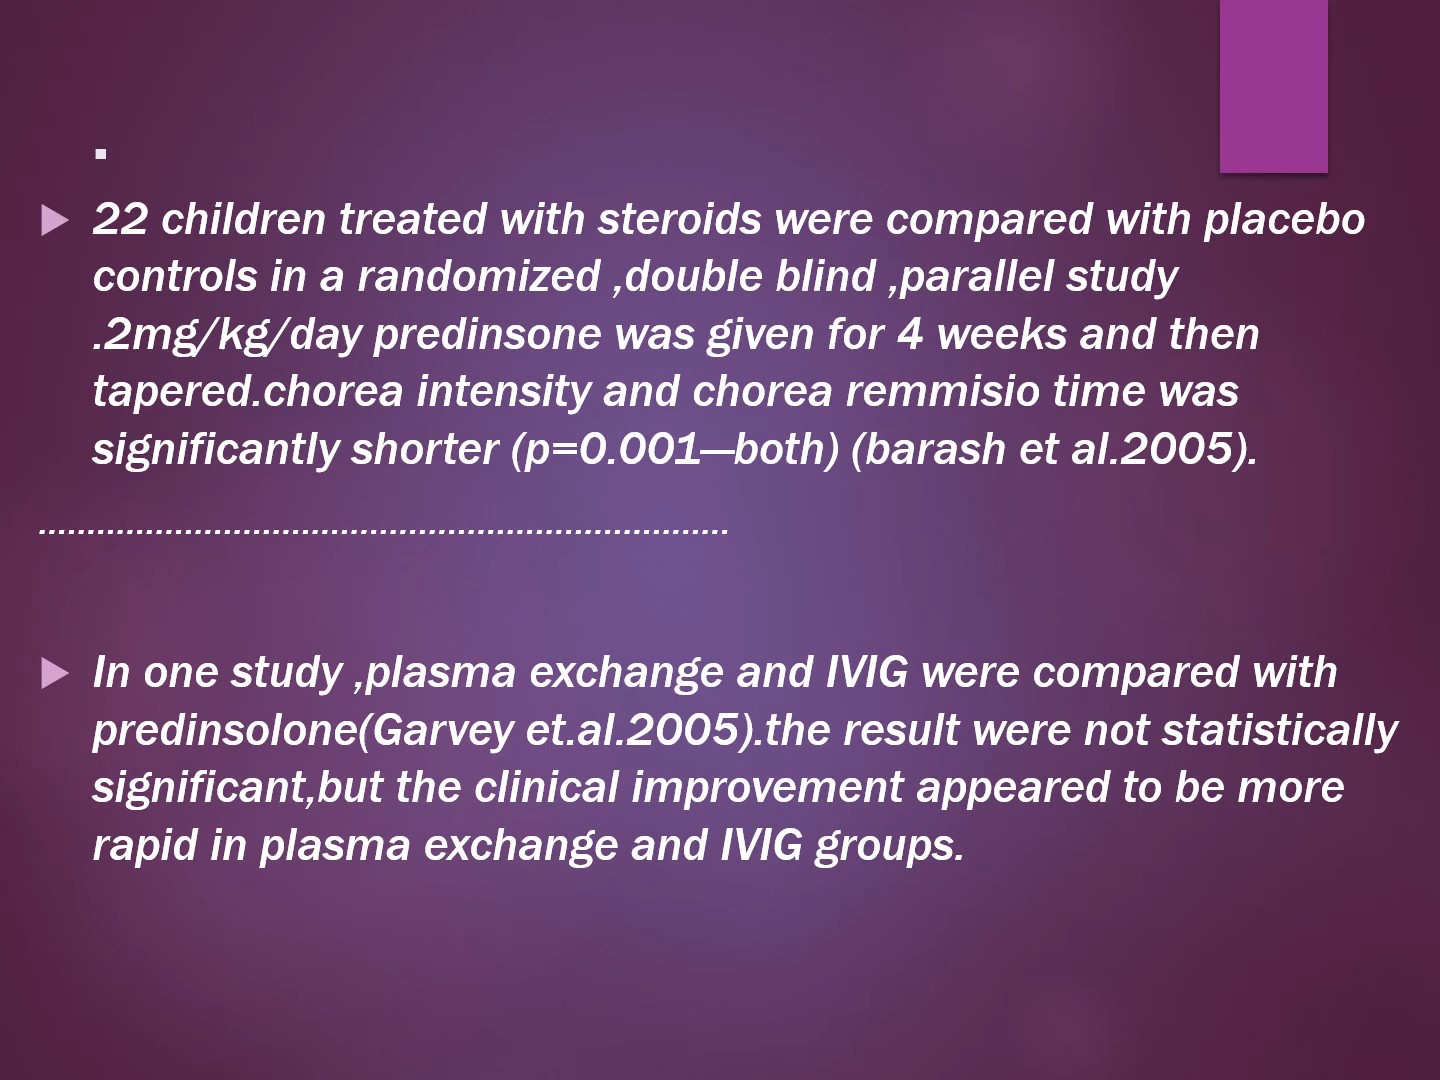 .
22 children treated with steroids were compared with placebo
controls in a randomized ,double blind ,parallel study
.2mg/kg/day predinsone was given for 4 weeks and then
tapered.chorea intensity and chorea remmisio time was
significantly shorter (p=0.001—both) (barash et al.2005).
........................................................................
In one study ,plasma exchange and IVIG were compared with
predinsolone(Garvey et.al.2005).the result were not statistically
significant,but the clinical improvement appeared to be more
rapid in plasma exchange and IVIG groups.